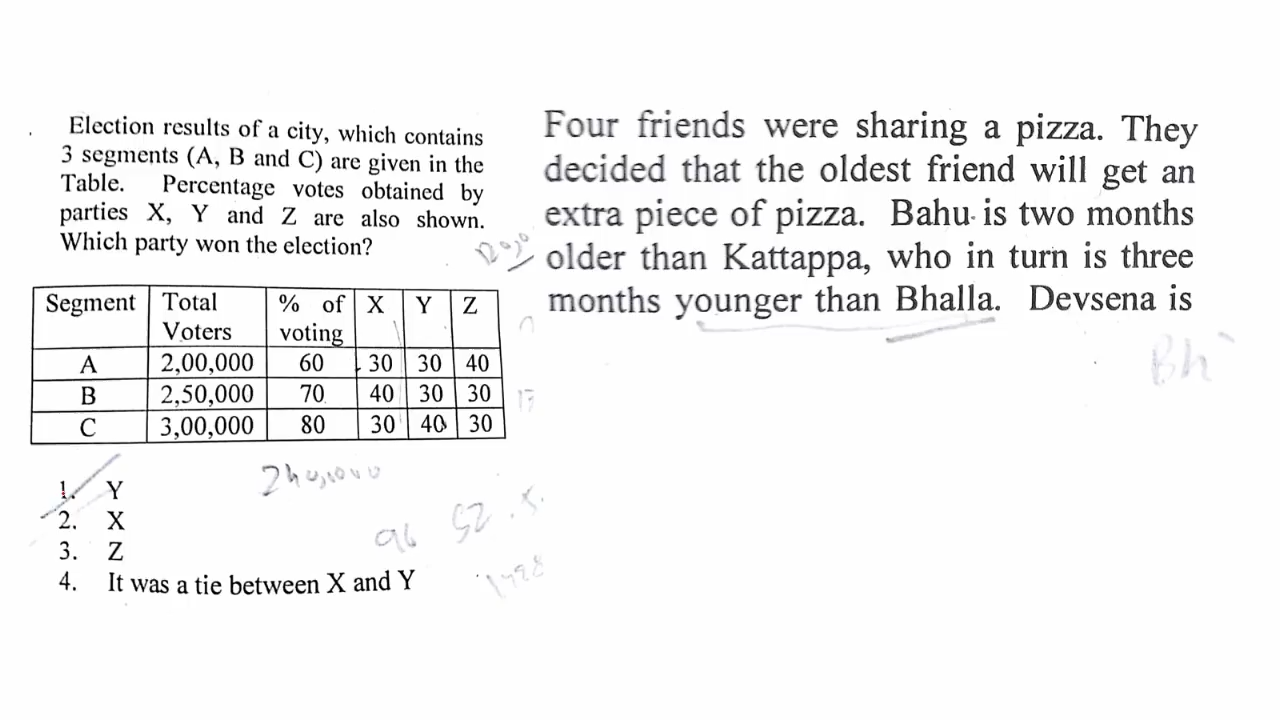 Election results of a city, which contains
3 segments (A, B and C) are given in the
Table. Percentage votes obtained by
parties X, Y and Z are also shown.
Which party won the election?
Segment Total Voters % of voting X Y Z
A 2,00,000 60 30 30 40
B 2,50,000 70 40 30 30
C 3,00,000 80 30 40 30
1. Y
2. X
3. Z
4. It was a tie between X and Y
96 52.5
Four friends were sharing a pizza. They
decided that the oldest friend will get an
extra piece of pizza. Bahu is two months
older than Kattappa, who in turn is three
months younger than Bhalla. Devsena is
Bh